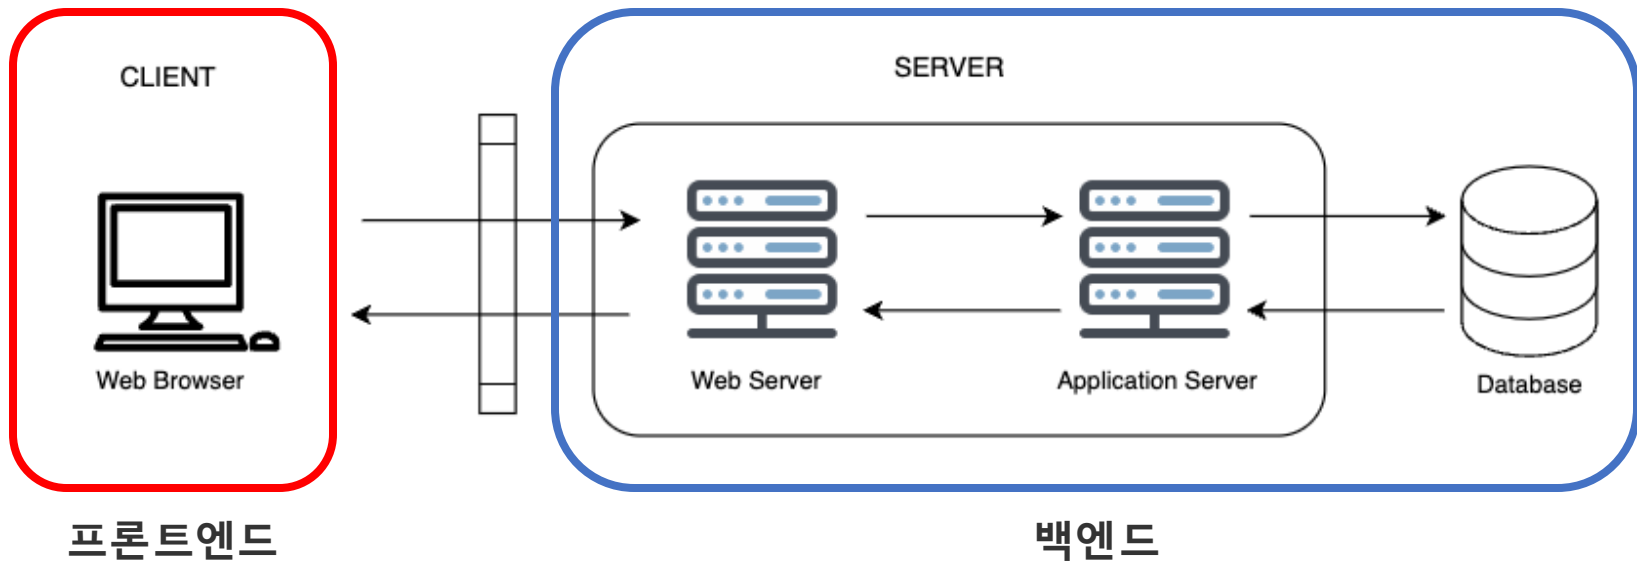 CLIENT
SERVER
Web Browser
Web Server
Application Server
Database
프론트엔드
백엔드